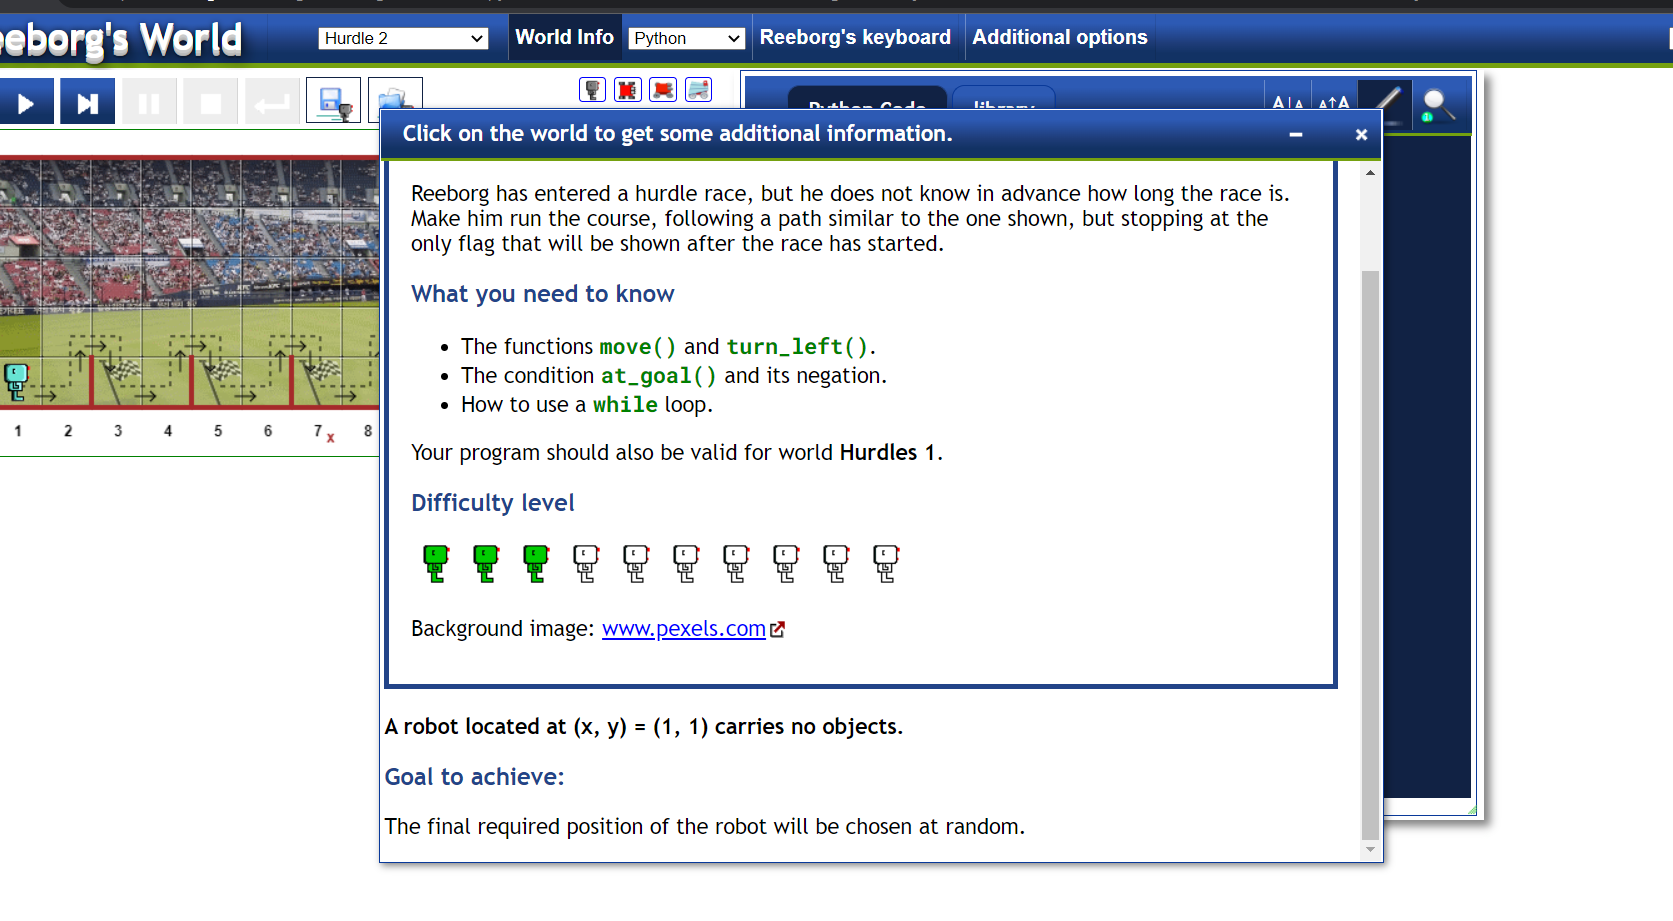 eeborg's World
Hurdle 2
World Info
Python
Reeborg's keyboard
Additional options
Python Code
library
A|A
A↑A
Click on the world to get some additional information.
Reeborg has entered a hurdle race, but he does not know in advance how long the race is.
Make him run the course, following a path similar to the one shown, but stopping at the
only flag that will be shown after the race has started.
What you need to know
• The functions move() and turn_left().
• The condition at_goal() and its negation.
• How to use a while loop.
Your program should also be valid for world Hurdles 1.
Difficulty level
Background image: www.pexels.com
A robot located at (x, y) = (1, 1) carries no objects.
Goal to achieve:
The final required position of the robot will be chosen at random.
1 2 3 4 5 6 7 x 8